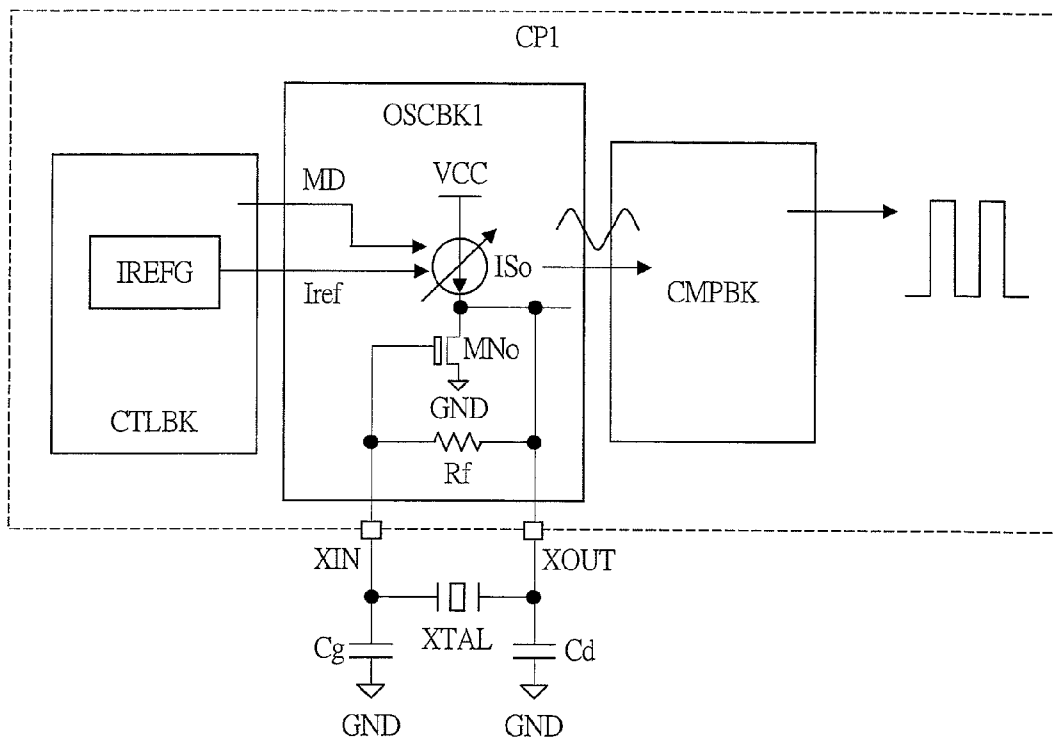 CP1
OSCBK1
MD
VCC
IREFG
Iref
ISo
CMPBK
MNo
GND
CTLBK
Rf
XIN
XOUT
Cg
XTAL
Cd
GND
GND